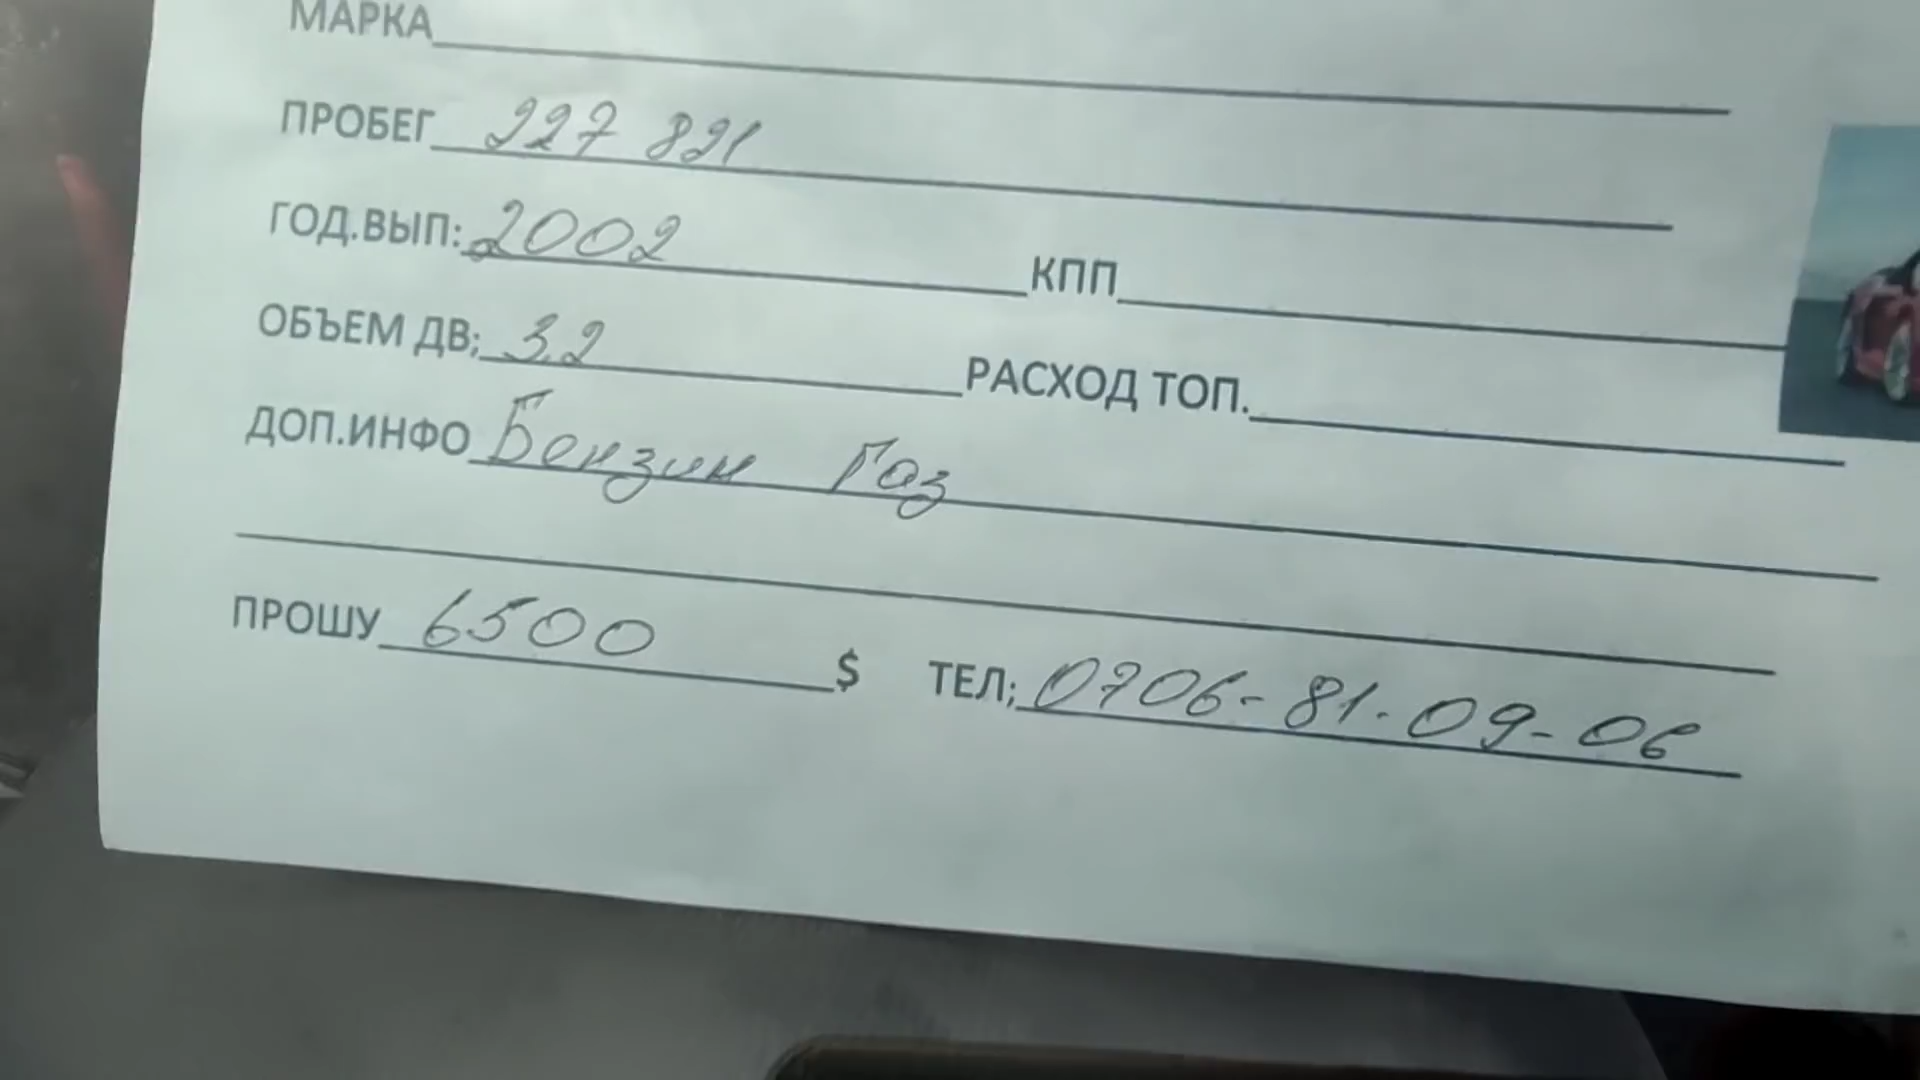 МАРКА
ПРОБЕГ 227 821
ГОД.ВЫП: 2002 КПП
ОБЪЕМ ДВ; 3,2 РАСХОД ТОП.
ДОП.ИНФО Бензин Газ
ПРОШУ 6500 $ ТЕЛ; 0706-81-09-06